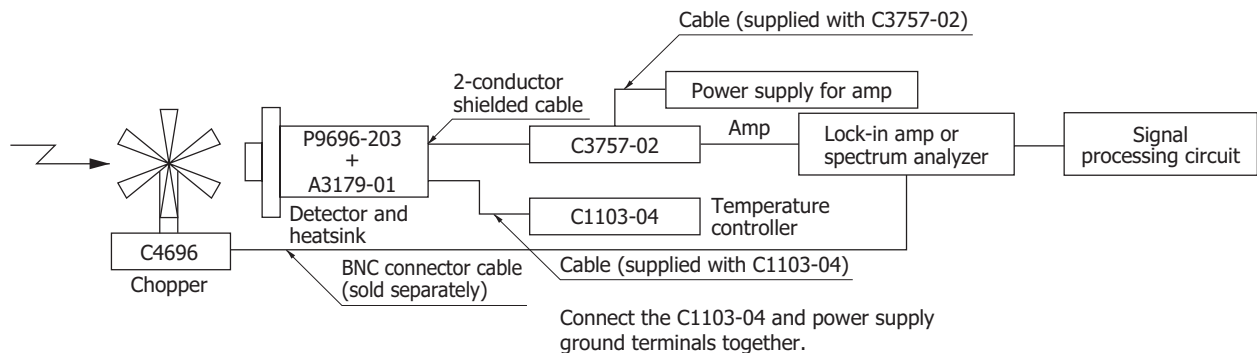 Cable (supplied with C3757-02)
2-conductor
shielded cable
Power supply for amp
P9696-203
+
A3179-01
C3757-02
Amp
Lock-in amp or
spectrum analyzer
Signal
processing circuit
Detector and
heatsink
C1103-04
Temperature
controller
C4696
Chopper
BNC connector cable
(sold separately)
Cable (supplied with C1103-04)
Connect the C1103-04 and power supply
ground terminals together.